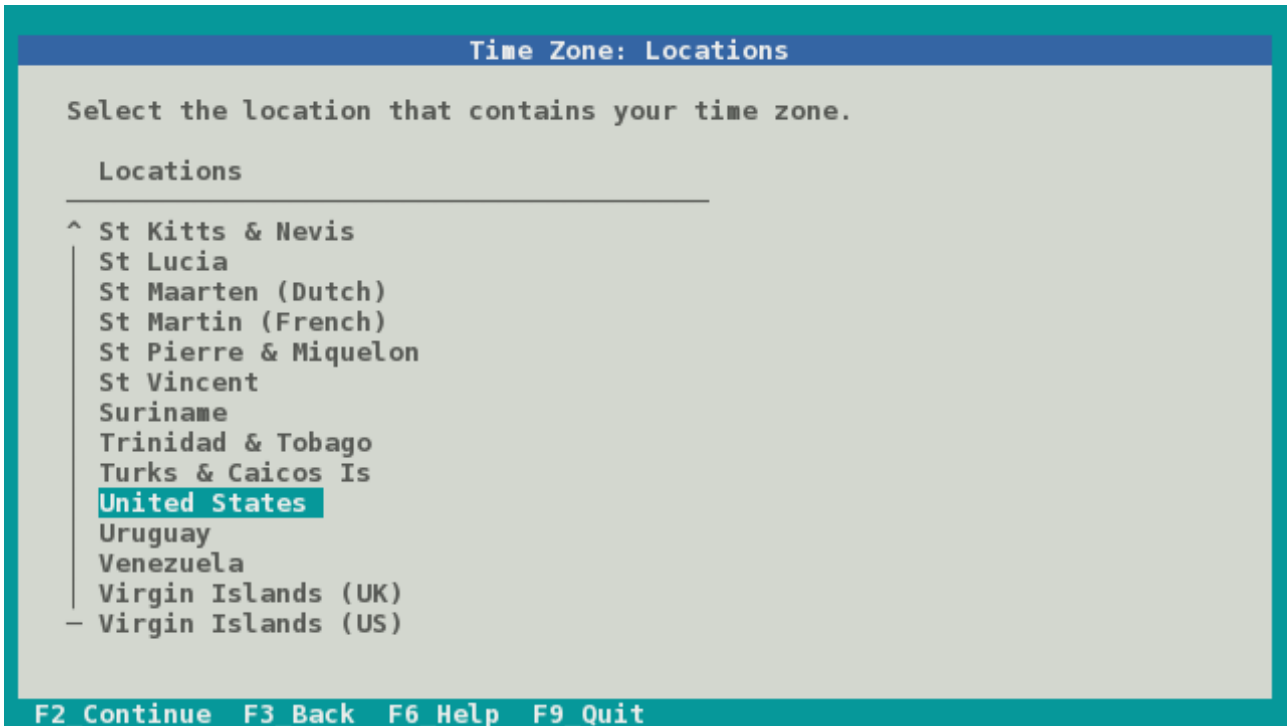 Time Zone: Locations
Select the location that contains your time zone.
Locations
^ St Kitts & Nevis
St Lucia
St Maarten (Dutch)
St Martin (French)
St Pierre & Miquelon
St Vincent
Suriname
Trinidad & Tobago
Turks & Caicos Is
United States
Uruguay
Venezuela
Virgin Islands (UK)
– Virgin Islands (US)
F2 Continue F3 Back F6 Help F9 Quit